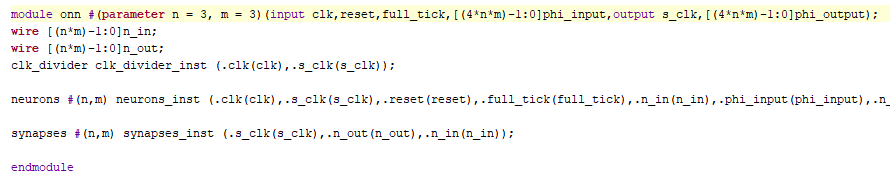 module onn #(parameter n = 3, m = 3)(input clk,reset,full_tick,[(4*n*m)-1:0]phi_input,output s_clk,[(4*n*m)-1:0]phi_output);
wire [(n*m)-1:0]n_in;
wire [(n*m)-1:0]n_out;
clk_divider clk_divider_inst (.clk(clk),.s_clk(s_clk));
neurons #(n,m) neurons_inst (.clk(clk),.s_clk(s_clk),.reset(reset),.full_tick(full_tick),.n_in(n_in),.phi_input(phi_input),.n_
synapses #(n,m) synapses_inst (.s_clk(s_clk),.n_out(n_out),.n_in(n_in));
endmodule